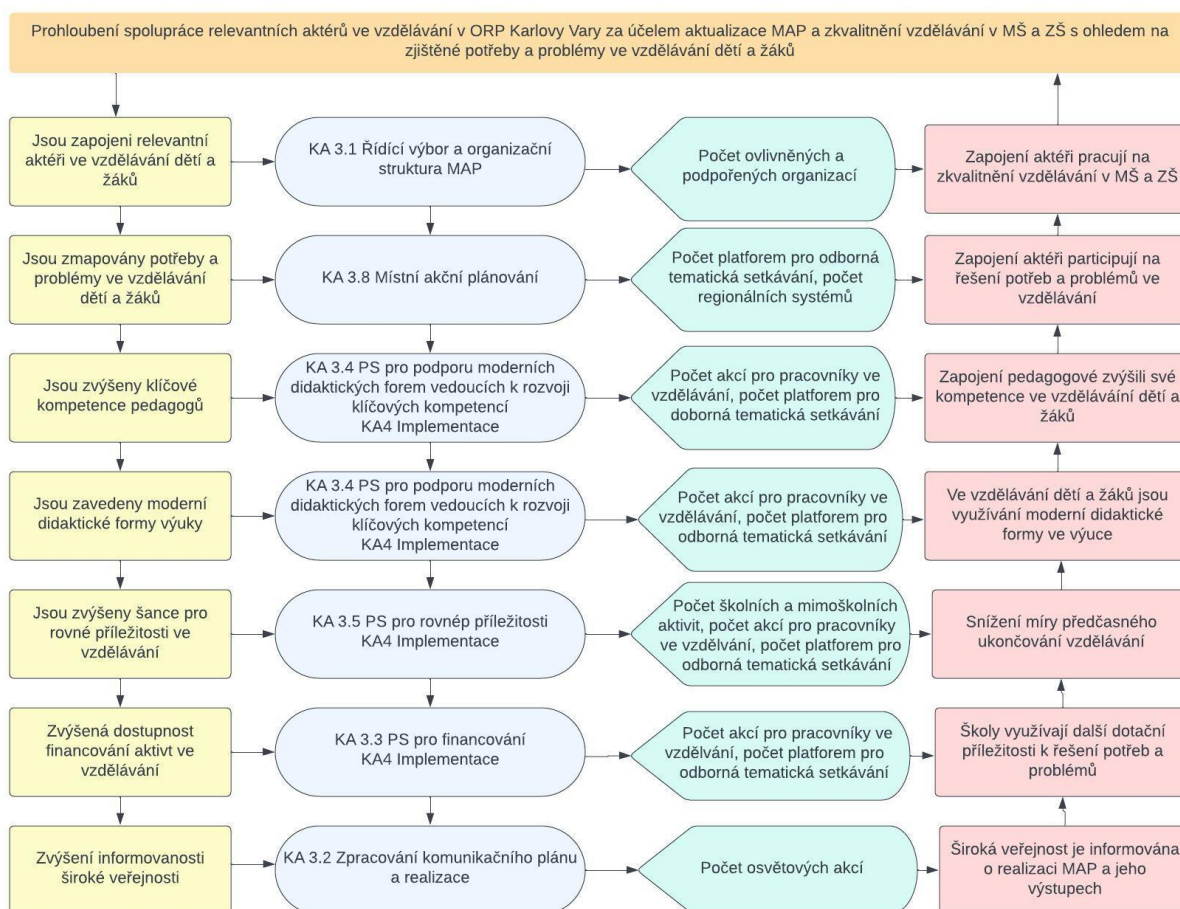 Prohloubení spolupráce relevantních aktérů ve vzdělávání v ORP Karlovy Vary za účelem aktualizace MAP a zkvalitnění vzdělávání v MŠ a ZŠ s ohledem na
zjištěné potřeby a problémy ve vzdělávání dětí a žáků
Jsou zapojeni relevantní
aktéři ve vzdělávání dětí a
žáků
KA 3.1 Řídící výbor a organizační
struktura MAP
Počet ovlivněných a
podpořených organizací
Zapojení aktéři pracují na
zkvalitnění vzdělávání v MŠ a ZŠ
Jsou zmapovány potřeby a
problémy ve vzdělávání
dětí a žáků
KA 3.8 Místní akční plánování
Počet platforem pro odborná
tematická setkávání, počet
regionálních systémů
Zapojení aktéři participují na
řešení potřeb a problémů ve
vzdělávání
Jsou zvýšeny klíčové
kompetence pedagogů
KA 3.4 PS pro podporu moderních
didaktických forem vedoucích k rozvoji
klíčových kompetencí
KA4 Implementace
Počet akcí pro pracovníky ve
vzdělávání, počet platforem pro
doborná tematická setkávání
Zapojení pedagogové zvýšili své
kompetence ve vzděláváíní dětí a
žáků
Jsou zavedeny moderní
didaktické formy výuky
KA 3.4 PS pro podporu moderních
didaktických forem vedoucích k rozvoji
klíčových kompetencí
KA4 Implementace
Počet akcí pro pracovníky ve
vzdělávání, počet platforem pro
odborná tematická setkávání
Ve vzdělávání dětí a žáků jsou
využívání moderní didaktické
formy ve výuce
Jsou zvýšeny šance pro
rovné příležitosti ve
vzdělávání
KA 3.5 PS pro rovnép příležitosti
KA4 Implementace
Počet školních a mimoškolních
aktivit, počet akcí pro pracovníky
ve vzdělvání, počet platforem pro
odborná tematická setkávání
Snížení míry předčasného
ukončování vzdělávání
Zvýšená dostupnost
financování aktivt ve
vzdělávání
KA 3.3 PS pro financování
KA4 Implementace
Počet akcí pro pracovníky ve
vzdělvání, počet platforem pro
odborná tematická setkávání
Školy využívají další dotační
příležitosti k řešení potřeb a
problémů
Zvýšení informovanosti
široké veřejnosti
KA 3.2 Zpracování komunikačního plánu
a realizace
Počet osvětových akcí
Široká veřejnost je informována
o realizaci MAP a jeho
výstupech